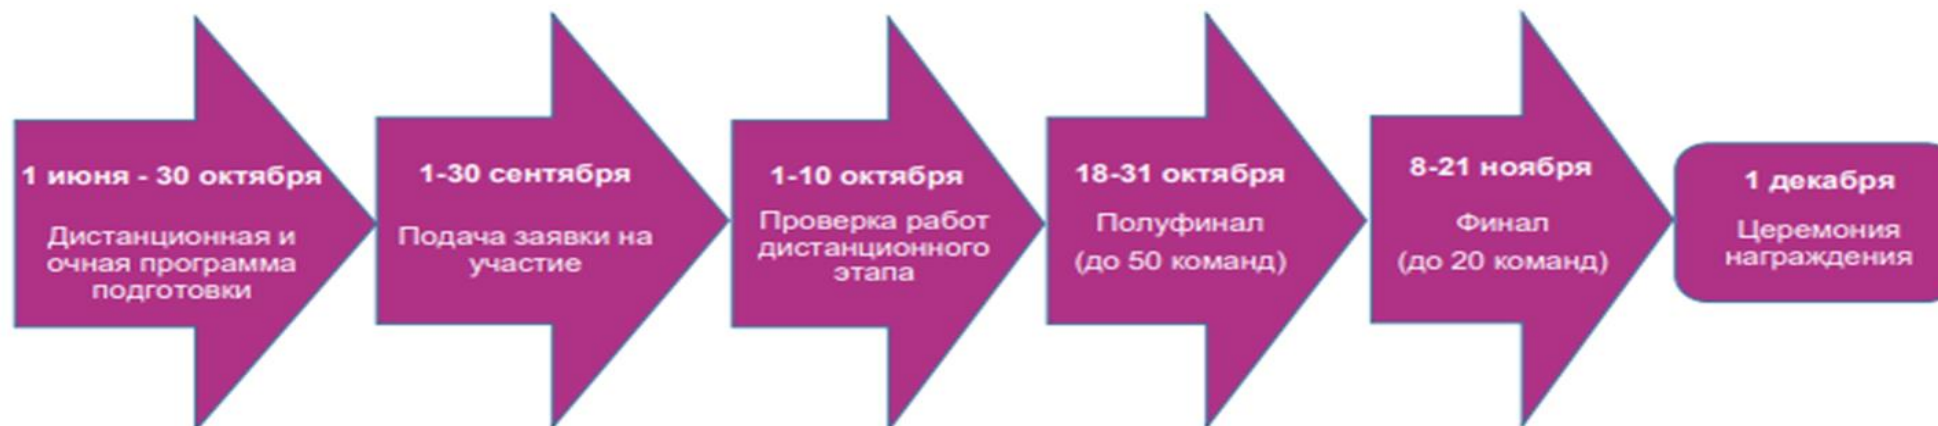 1 июня - 30 октября
Дистанционная и
очная программа
подготовки
1-30 сентября
Подача заявки на
участие
1-10 октября
Проверка работ
дистанционного
этапа
18-31 октября
Полуфинал
(до 50 команд)
8-21 ноября
Финал
(до 20 команд)
1 декабря
Церемония
награждения